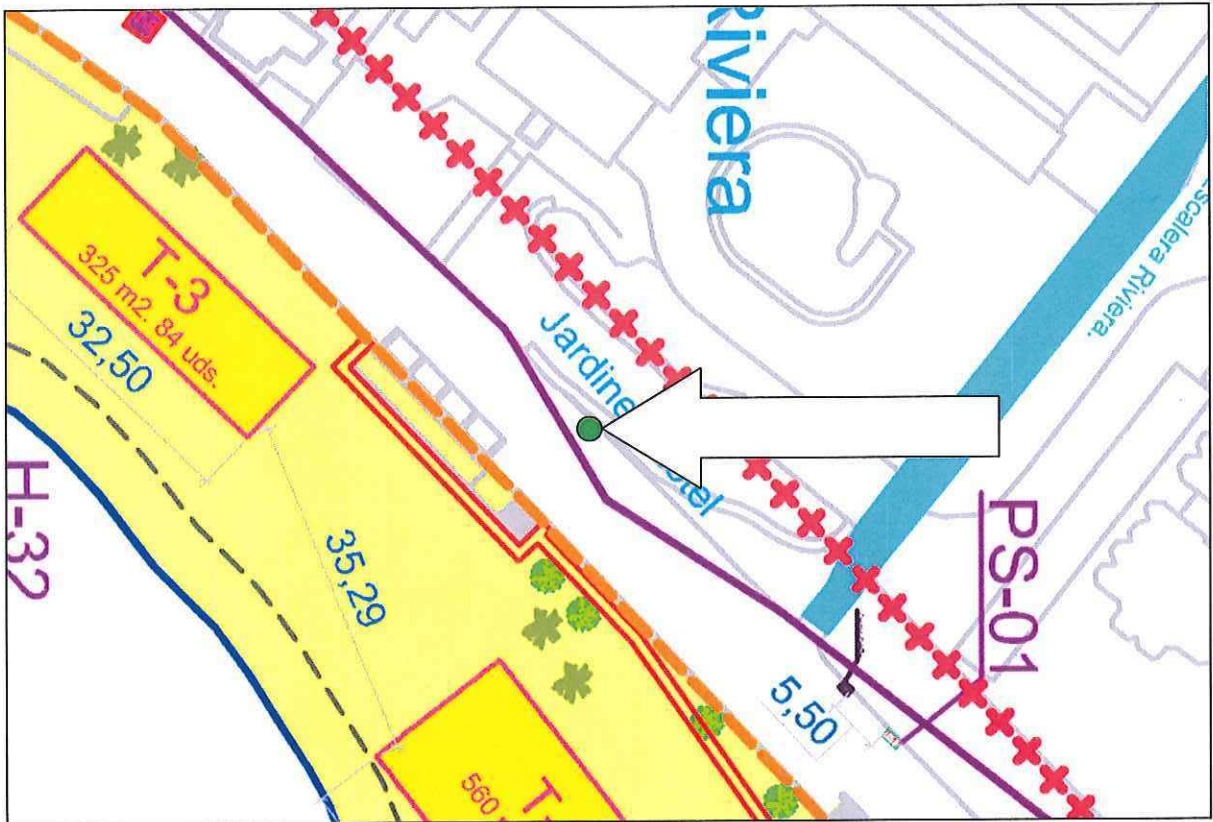 Riviera
Escalera Riviera.
T-3
325 m2. 84 uds.
32,50
Jardine
otel
H-32
35,29
PS-01
5,50
T-
560